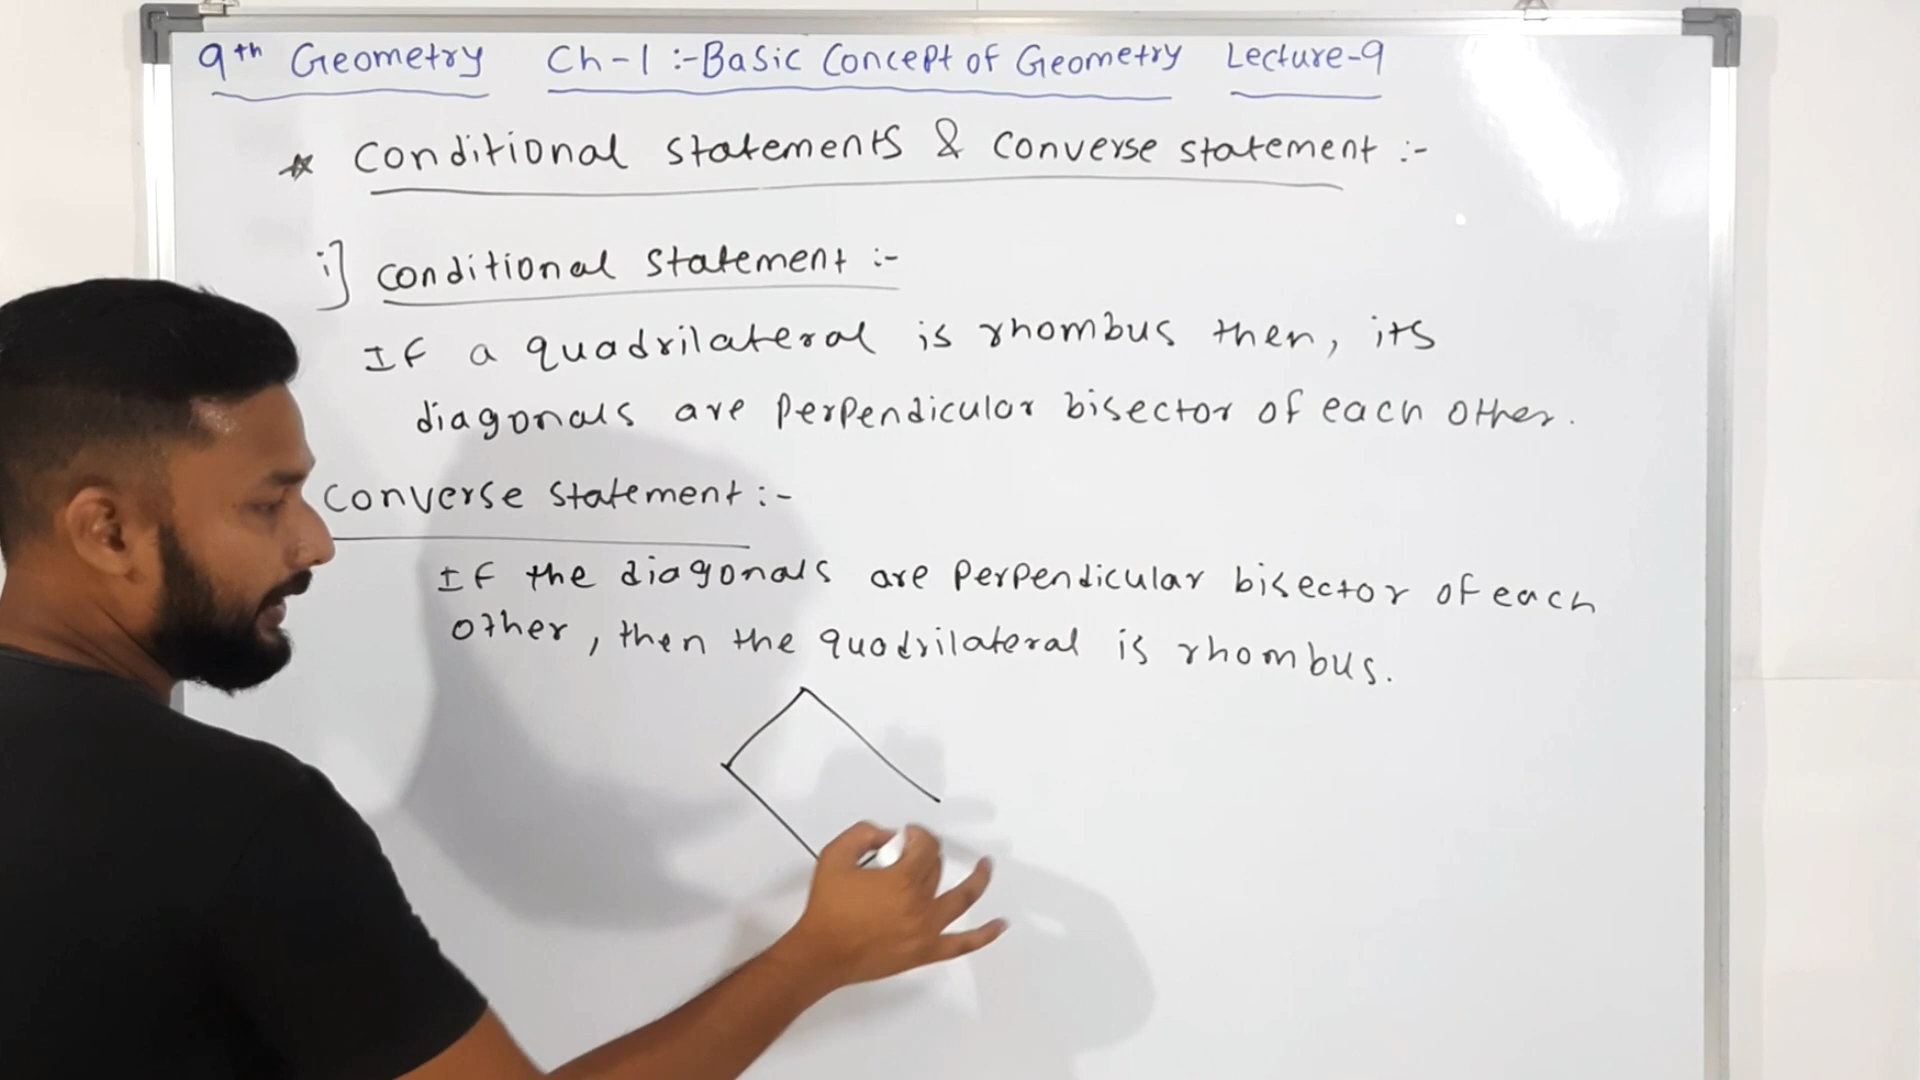 9th Geometry Ch-1 :- Basic Concept of Geometry Lecture-9
* Conditional statements & Converse statement :-
i] Conditional statement :-
If a quadrilateral is rhombus then, its
diagonals are perpendicular bisector of each other.
Converse statement :-
If the diagonals are perpendicular bisector of each
other, then the quadrilateral is rhombus.